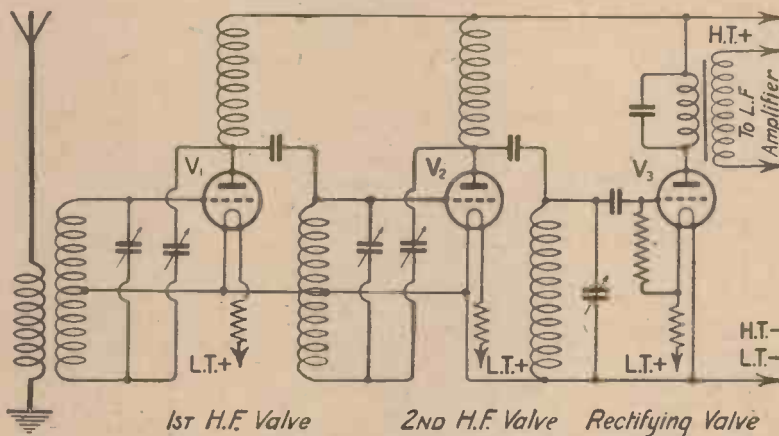 H.T.+
To L.F
Amplifier
V₁
V₂
V₃
L.T.+
L.T.+
L.T.+
H.T.-
L.T.-
1ST H.F. Valve
2ND H.F. Valve
Rectifying Valve